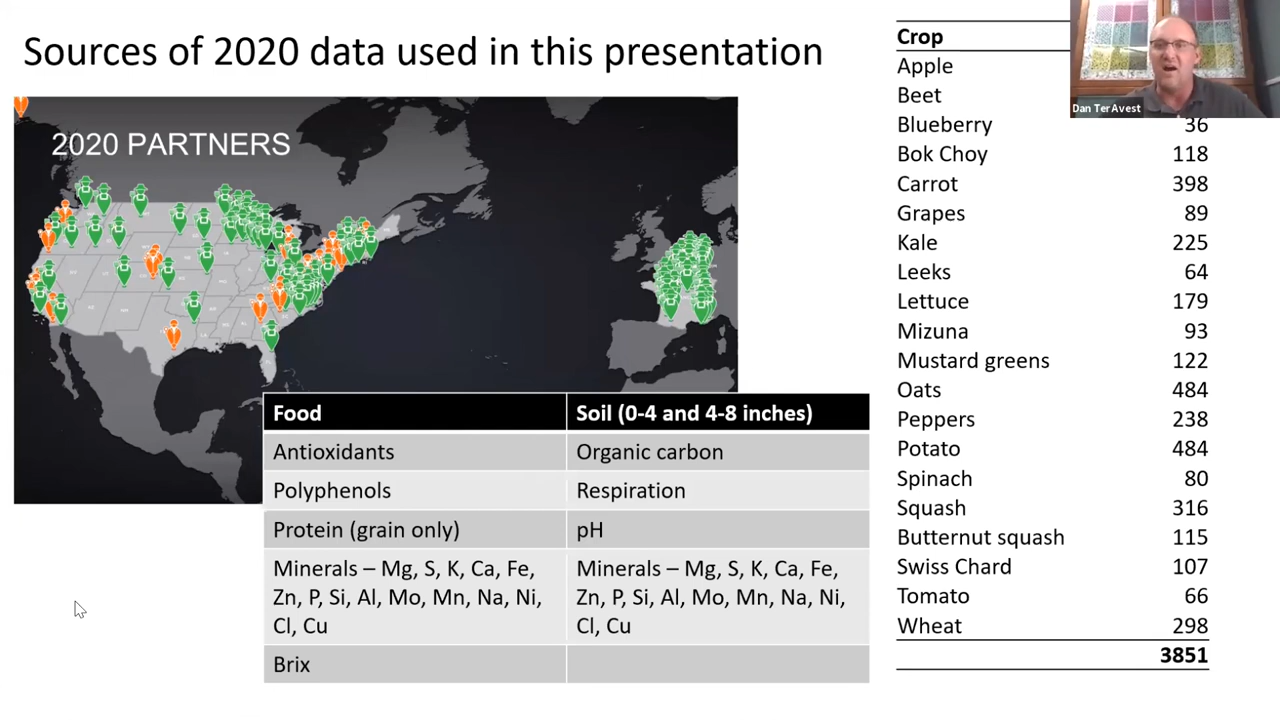 Sources of 2020 data used in this presentation
2020 PARTNERS
Food Soil (0-4 and 4-8 inches)
Antioxidants Organic carbon
Polyphenols Respiration
Protein (grain only) pH
Minerals – Mg, S, K, Ca, Fe, Minerals – Mg, S, K, Ca, Fe,
Zn, P, Si, Al, Mo, Mn, Na, Ni, Zn, P, Si, Al, Mo, Mn, Na, Ni,
Cl, Cu Cl, Cu
Brix
Crop
Apple
Beet
Blueberry 36
Bok Choy 118
Carrot 398
Grapes 89
Kale 225
Leeks 64
Lettuce 179
Mizuna 93
Mustard greens 122
Oats 484
Peppers 238
Potato 484
Spinach 80
Squash 316
Butternut squash 115
Swiss Chard 107
Tomato 66
Wheat 298
3851
Dan TerAvest